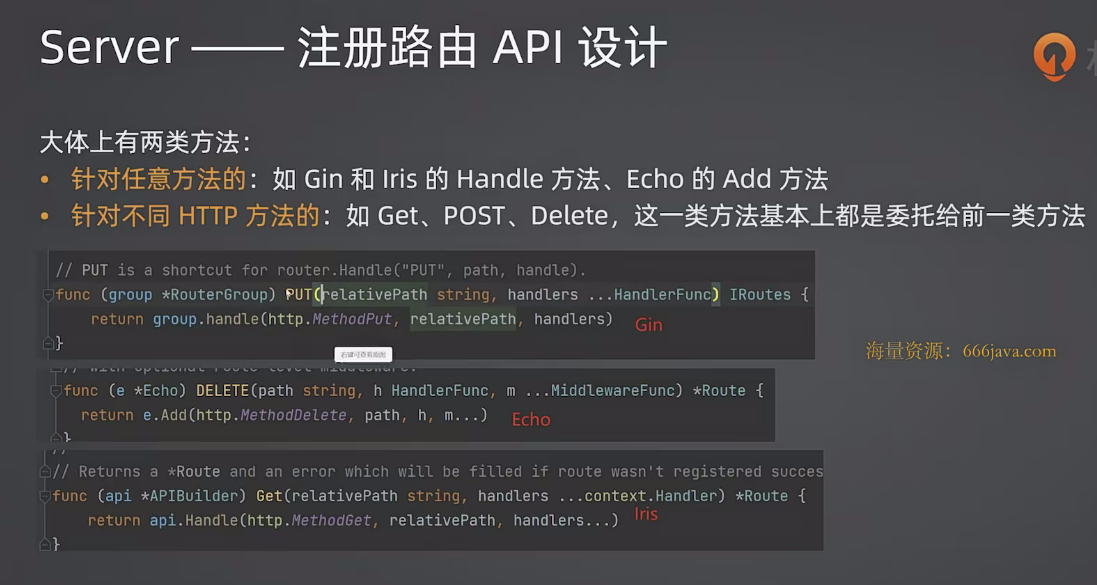 Server —— 注册路由 API 设计
大体上有两类方法：
• 针对任意方法的：如 Gin 和 Iris 的 Handle 方法、Echo 的 Add 方法
• 针对不同 HTTP 方法的：如 Get、POST、Delete，这一类方法基本上都是委托给前一类方法
// PUT is a shortcut for router.Handle("PUT", path, handle).
func (group *RouterGroup) PUT(relativePath string, handlers ...HandlerFunc) IRoutes {
return group.handle(http.MethodPut, relativePath, handlers)
Gin
}
右键可查看原图
海量资源：666java.com
// with optional route-level middleware.
func (e *Echo) DELETE(path string, h HandlerFunc, m ...MiddlewareFunc) *Route {
return e.Add(http.MethodDelete, path, h, m...)
Echo
}
//
// Returns a *Route and an error which will be filled if route wasn't registered succes
func (api *APIBuilder) Get(relativePath string, handlers ...context.Handler) *Route {
return api.Handle(http.MethodGet, relativePath, handlers...)
Iris
}